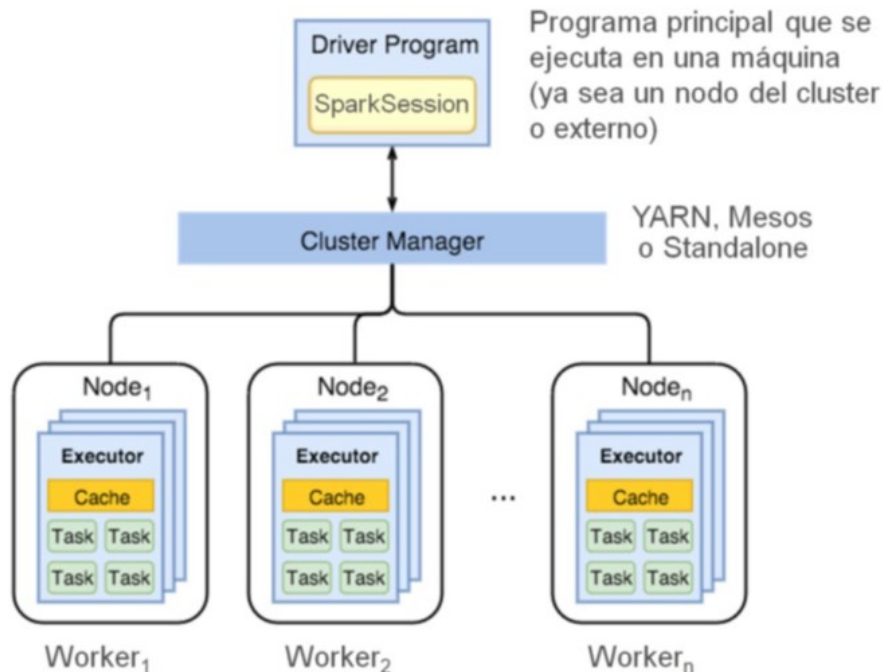 Driver Program
SparkSession
Programa principal que se
ejecuta en una máquina
(ya sea un nodo del cluster
o externo)
Cluster Manager
YARN, Mesos
o Standalone
Node₁
Executor
Cache
Task Task
Task Task
Worker₁
Node₂
Executor
Cache
Task Task
Task Task
Worker₂
...
Nodeₙ
Executor
Cache
Task Task
Task Task
Workerₙ